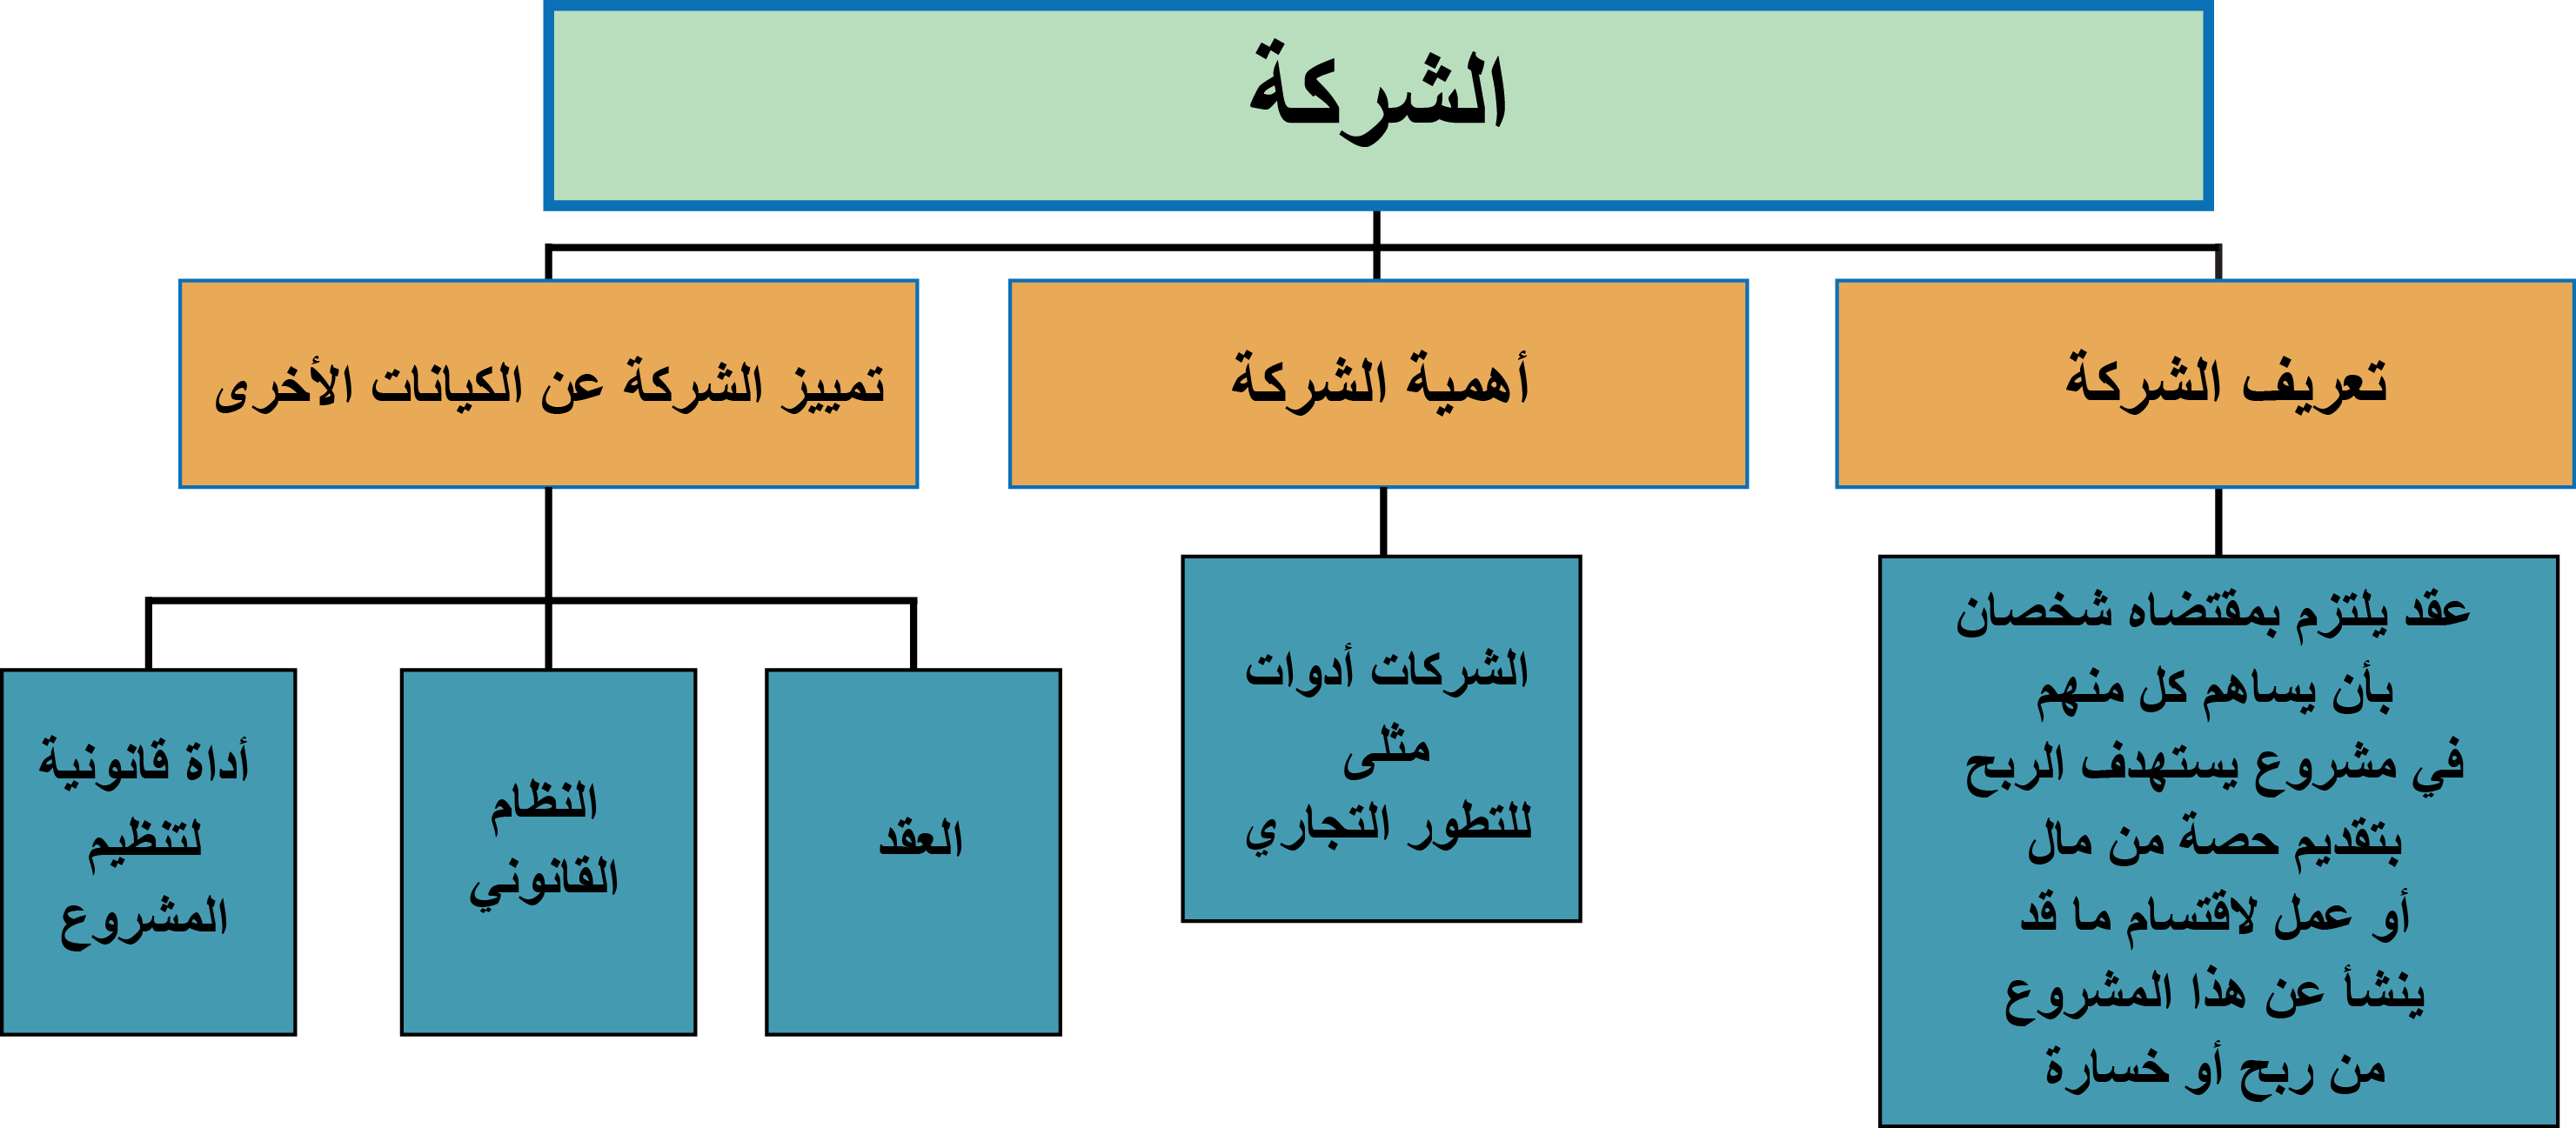 الشركة
تعريف الشركة
أهمية الشركة
تمييز الشركة عن الكيانات الأخرى
عقد يلتزم بمقتضاه شخصان
بأن يساهم كل منهم
في مشروع يستهدف الربح
بتقديم حصة من مال
أو عمل لاقتسام ما قد
ينشأ عن هذا المشروع
من ربح أو خسارة
الشركات أدوات
مثلى
للتطور التجاري
العقد
النظام
القانوني
أداة قانونية
لتنظيم
المشروع